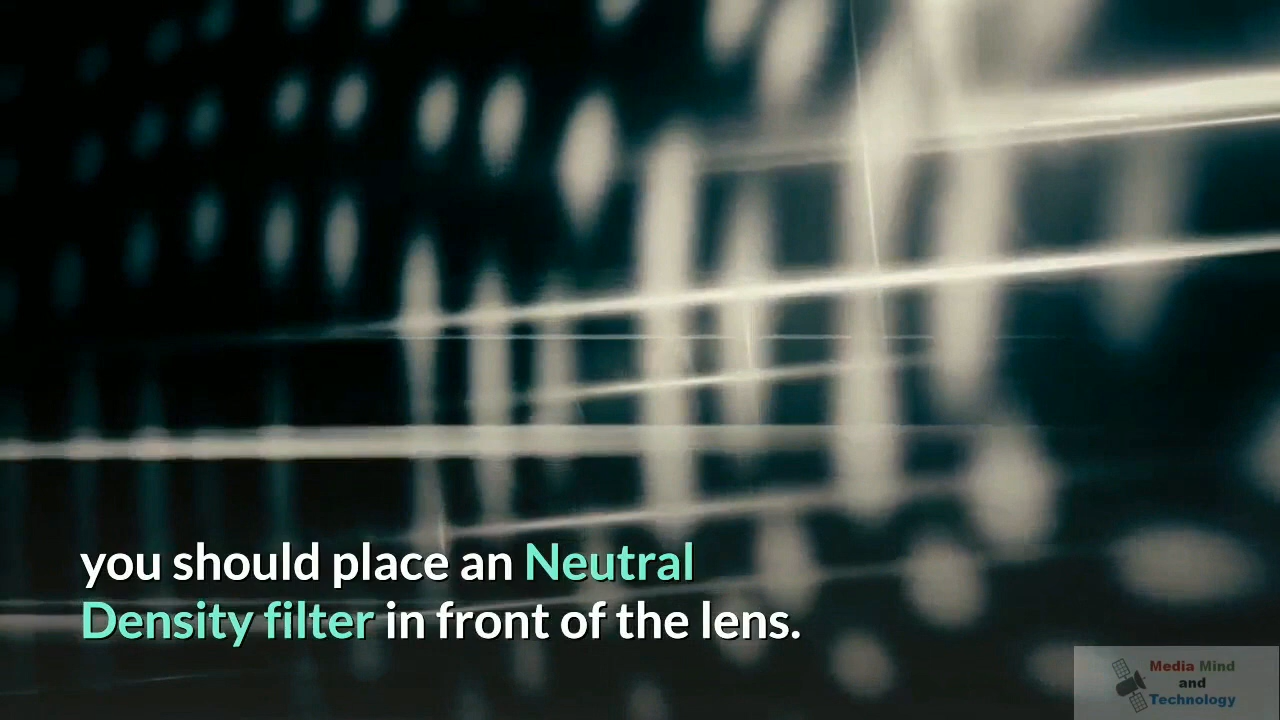 you should place an Neutral
Density filter in front of the lens.
Media Mind
and
Technology